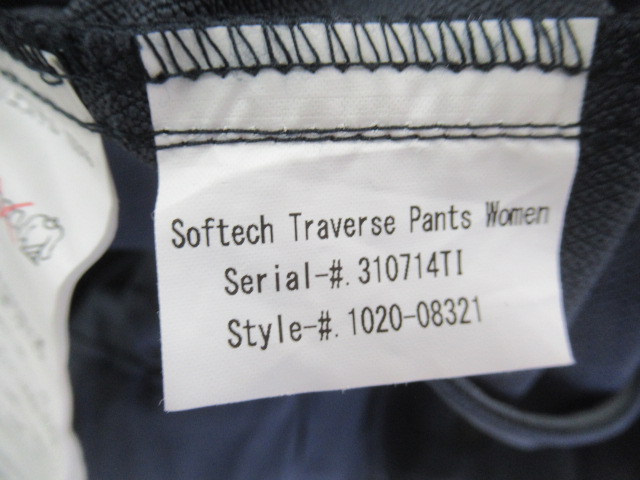 Softech Traverse Pants Women
Serial-#. 310714TI
Style-#. 1020-08321